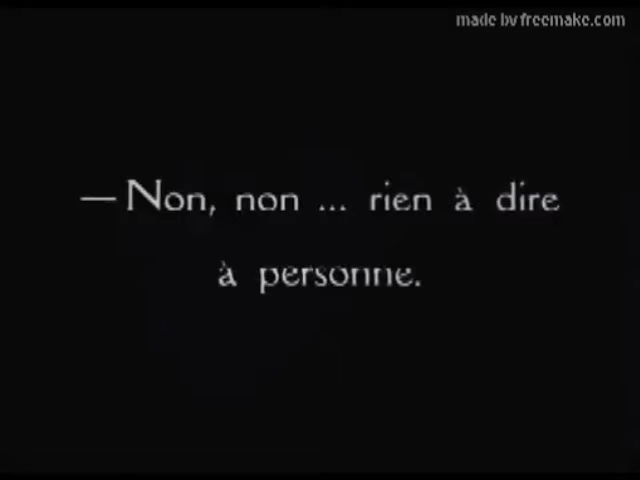 made by freemake.com
— Non, non ... rien à dire
à personne.